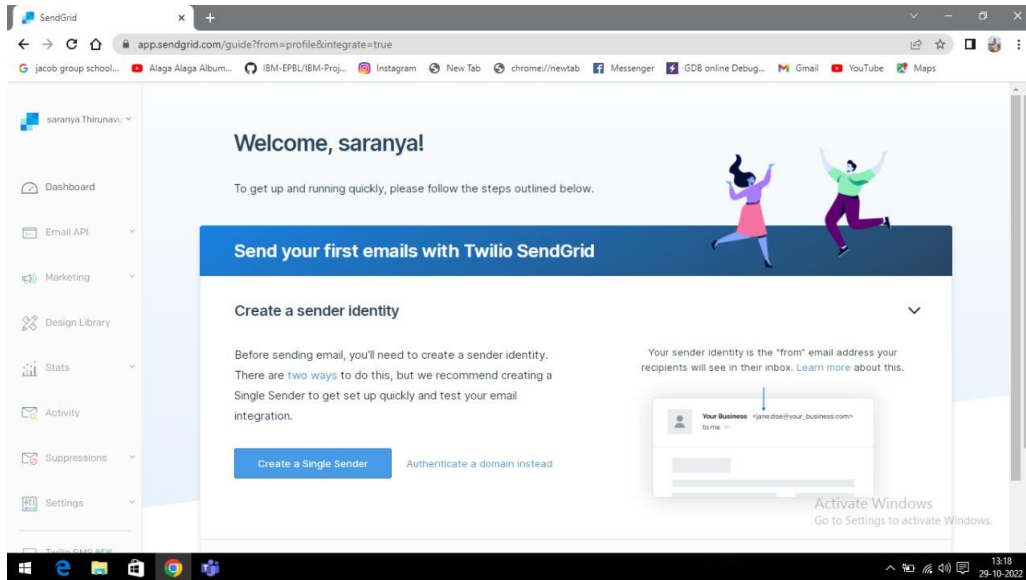 SendGrid
app.sendgrid.com/guide?from=profile&integrate=true
jacob group school... Alaga Alaga Album... IBM-EPBL/IBM-Proj... Instagram New Tab chrome://newtab Messenger GDB online Debug... Gmail YouTube Maps
saranya Thirunavu
Welcome, saranya!
Dashboard
To get up and running quickly, please follow the steps outlined below.
Email API
Send your first emails with Twilio SendGrid
Marketing
Create a sender identity
Design Library
Before sending email, you'll need to create a sender identity.
There are two ways to do this, but we recommend creating a
Single Sender to get set up quickly and test your email
integration.
Your sender identity is the "from" email address your
recipients will see in their inbox. Learn more about this.
Stats
Activity
Your Business <jane.doe@your_business.com>
to me
Suppressions
Create a Single Sender Authenticate a domain instead
Settings
Activate Windows
Go to Settings to activate Windows.
Twilio SMS NEW
13:18
29-10-2022